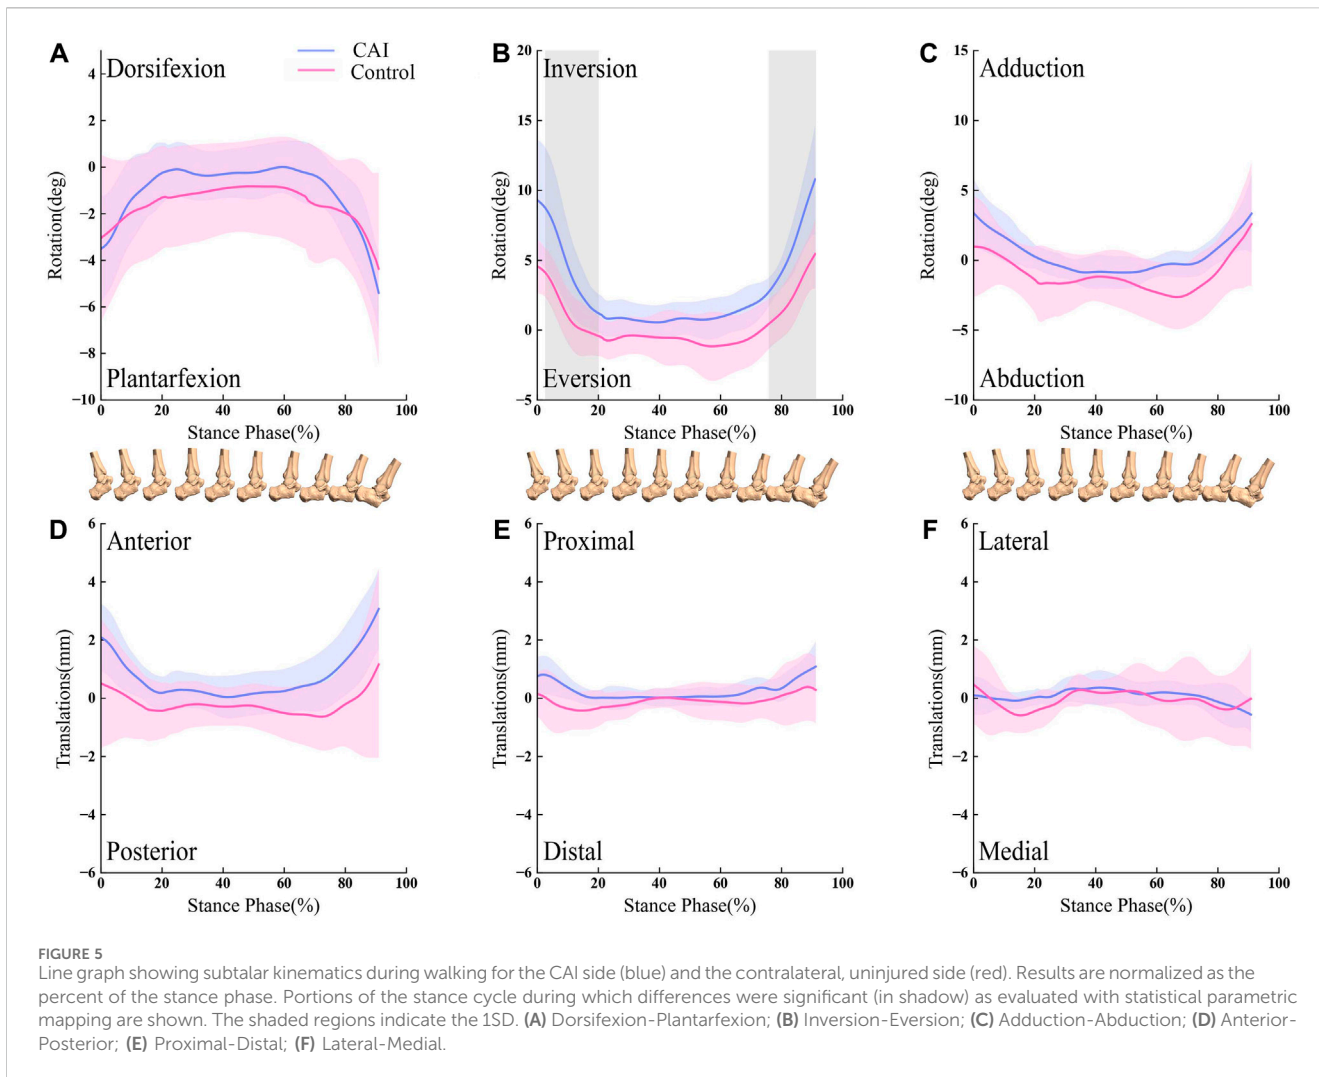 A
Dorsifexion
CAI
Control
4
2
0
−2
−4
−6
−8
−10
Rotation(deg)
Plantarfexion
0 20 40 60 80 100
Stance Phase(%)
B
Inversion
20
15
10
5
0
−5
Rotation(deg)
Eversion
0 20 40 60 80 100
Stance Phase(%)
C
Adduction
15
10
5
0
−5
−10
Rotation(deg)
Abduction
0 20 40 60 80 100
Stance Phase(%)
D
Anterior
6
4
2
0
−2
−4
−6
Translations(mm)
Posterior
0 20 40 60 80 100
Stance Phase(%)
E
Proximal
6
4
2
0
−2
−4
−6
Translations(mm)
Distal
0 20 40 60 80 100
Stance Phase(%)
F
Lateral
6
4
2
0
−2
−4
−6
Translations(mm)
Medial
0 20 40 60 80 100
Stance Phase(%)
FIGURE 5
Line graph showing subtalar kinematics during walking for the CAI side (blue) and the contralateral, uninjured side (red). Results are normalized as the
percent of the stance phase. Portions of the stance cycle during which differences were significant (in shadow) as evaluated with statistical parametric
mapping are shown. The shaded regions indicate the 1SD. (A) Dorsifexion-Plantarfexion; (B) Inversion-Eversion; (C) Adduction-Abduction; (D) Anterior-
Posterior; (E) Proximal-Distal; (F) Lateral-Medial.